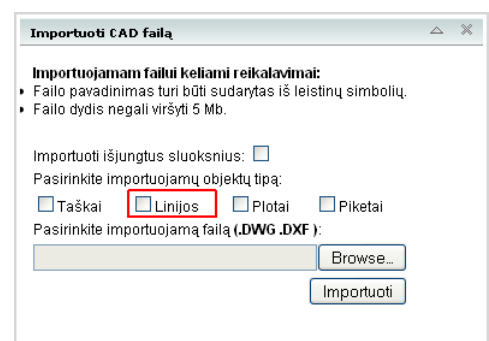 Importuoti CAD failą
Importuojamam failui keliami reikalavimai:
Failo pavadinimas turi būti sudarytas iš leistinų simbolių.
Failo dydis negali viršyti 5 Mb.
Importuoti išjungtus sluoksnius:
Pasirinkite importuojamų objektų tipą:
Taškai Linijos Plotai Piketai
Pasirinkite importuojamą failą (.DWG .DXF ):
Browse...
Importuoti